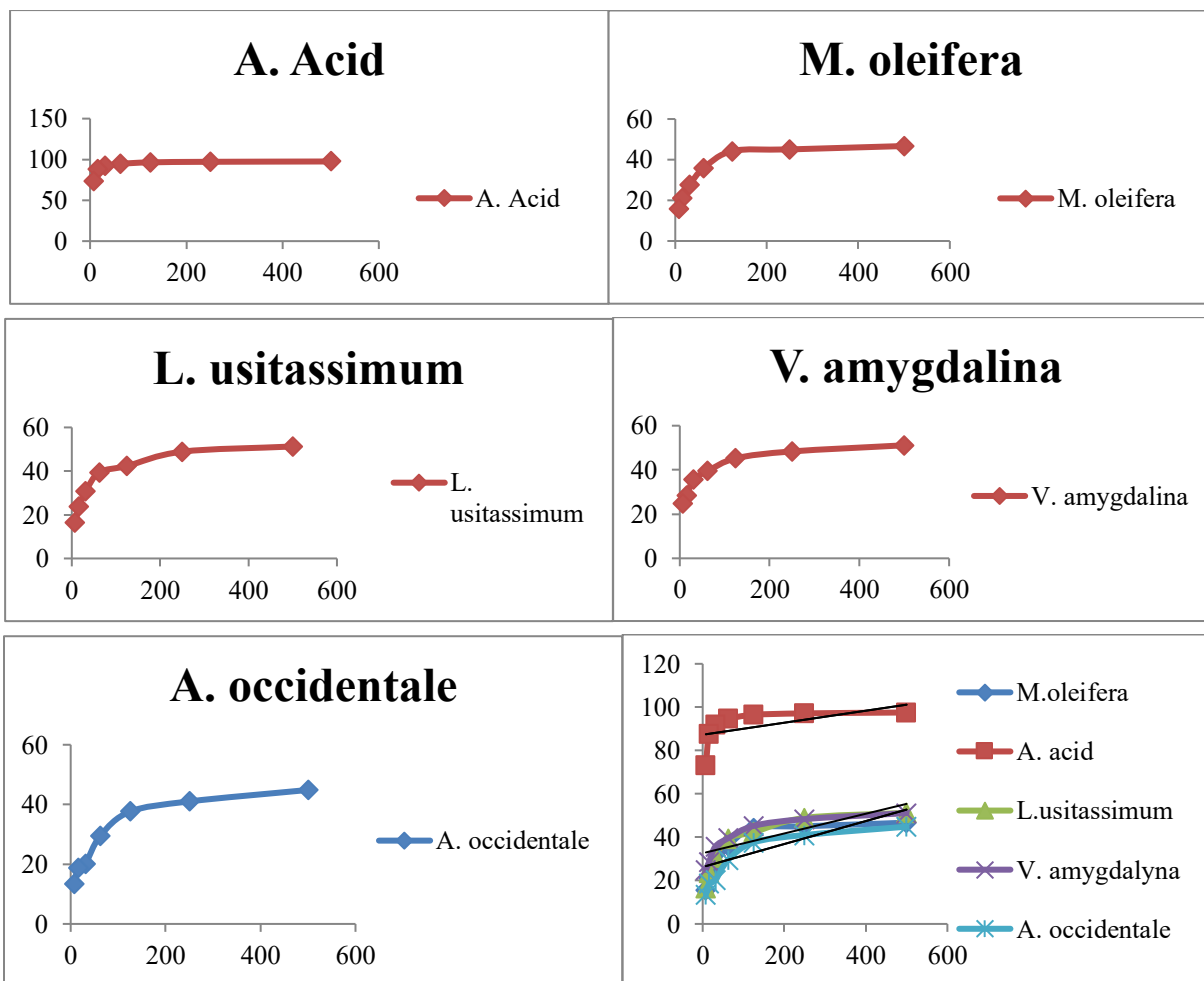 A. Acid
150
100
50
0
0 200 400 600
A. Acid
M. oleifera
60
40
20
0
0 200 400 600
M. oleifera
L. usitassimum
60
40
20
0
0 200 400 600
L.
usitassimum
V. amygdalina
60
40
20
0
0 200 400 600
V. amygdalina
A. occidentale
60
40
20
0
0 200 400 600
A. occidentale
120
100
80
60
40
20
0
0 200 400 600
M.oleifera
A. acid
L.usitassimum
V. amygdalyna
A. occidentale